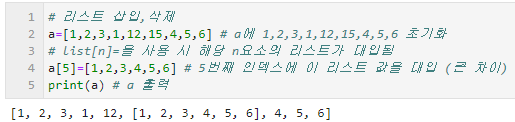 1 # 리스트 삽입,삭제
2 a=[1,2,3,1,12,15,4,5,6] # a에 1,2,3,1,12,15,4,5,6 초기화
3 # list[n]=을 사용 시 해당 n요소의 리스트가 대입됨
4 a[5]=[1,2,3,4,5,6] # 5번째 인덱스에 이 리스트 값을 대입 (큰 차이)
5 print(a) # a 출력
[1, 2, 3, 1, 12, [1, 2, 3, 4, 5, 6], 4, 5, 6]